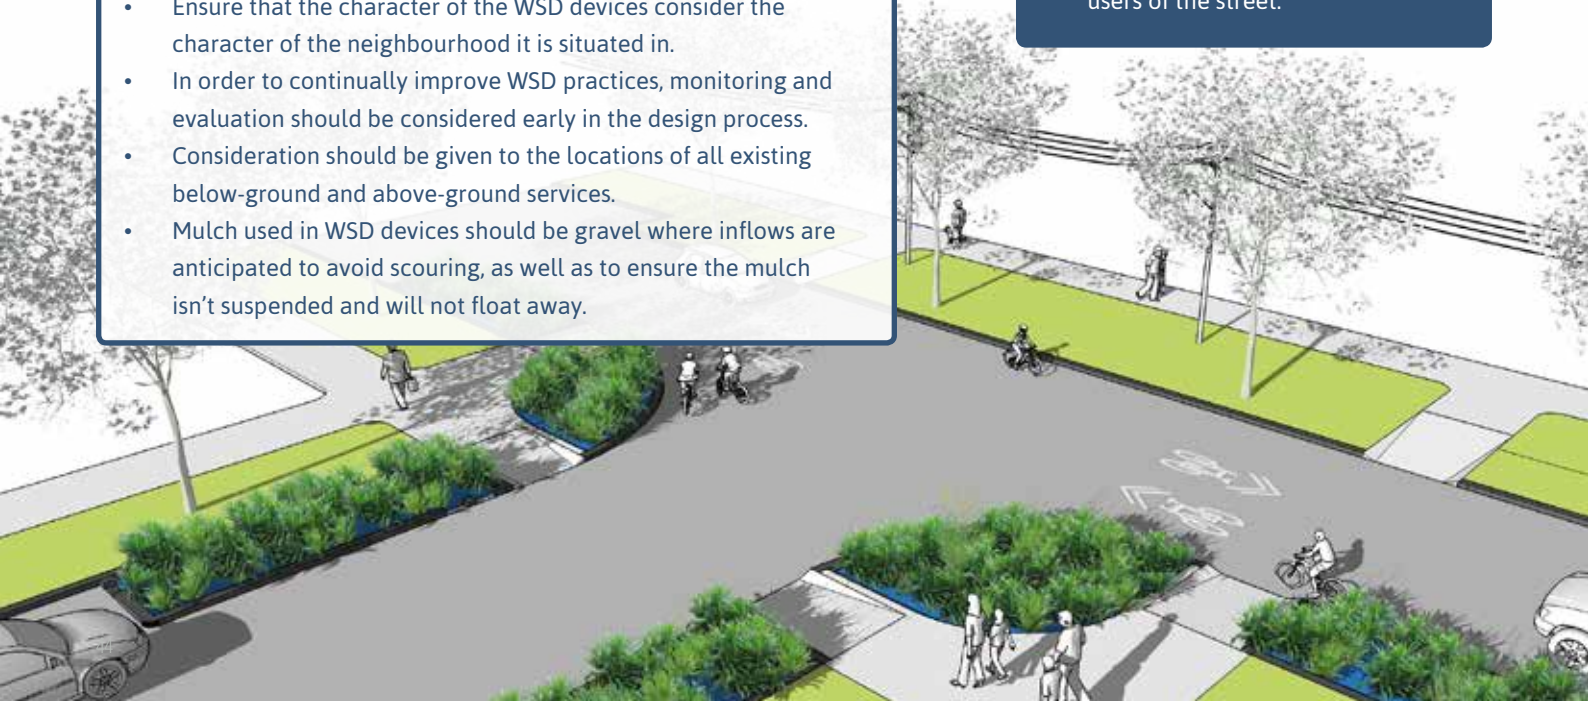 • Ensure that the character of the WSD devices consider the
character of the neighbourhood it is situated in.
• In order to continually improve WSD practices, monitoring and
evaluation should be considered early in the design process.
• Consideration should be given to the locations of all existing
below-ground and above-ground services.
• Mulch used in WSD devices should be gravel where inflows are
anticipated to avoid scouring, as well as to ensure the mulch
isn't suspended and will not float away.
users of the street.